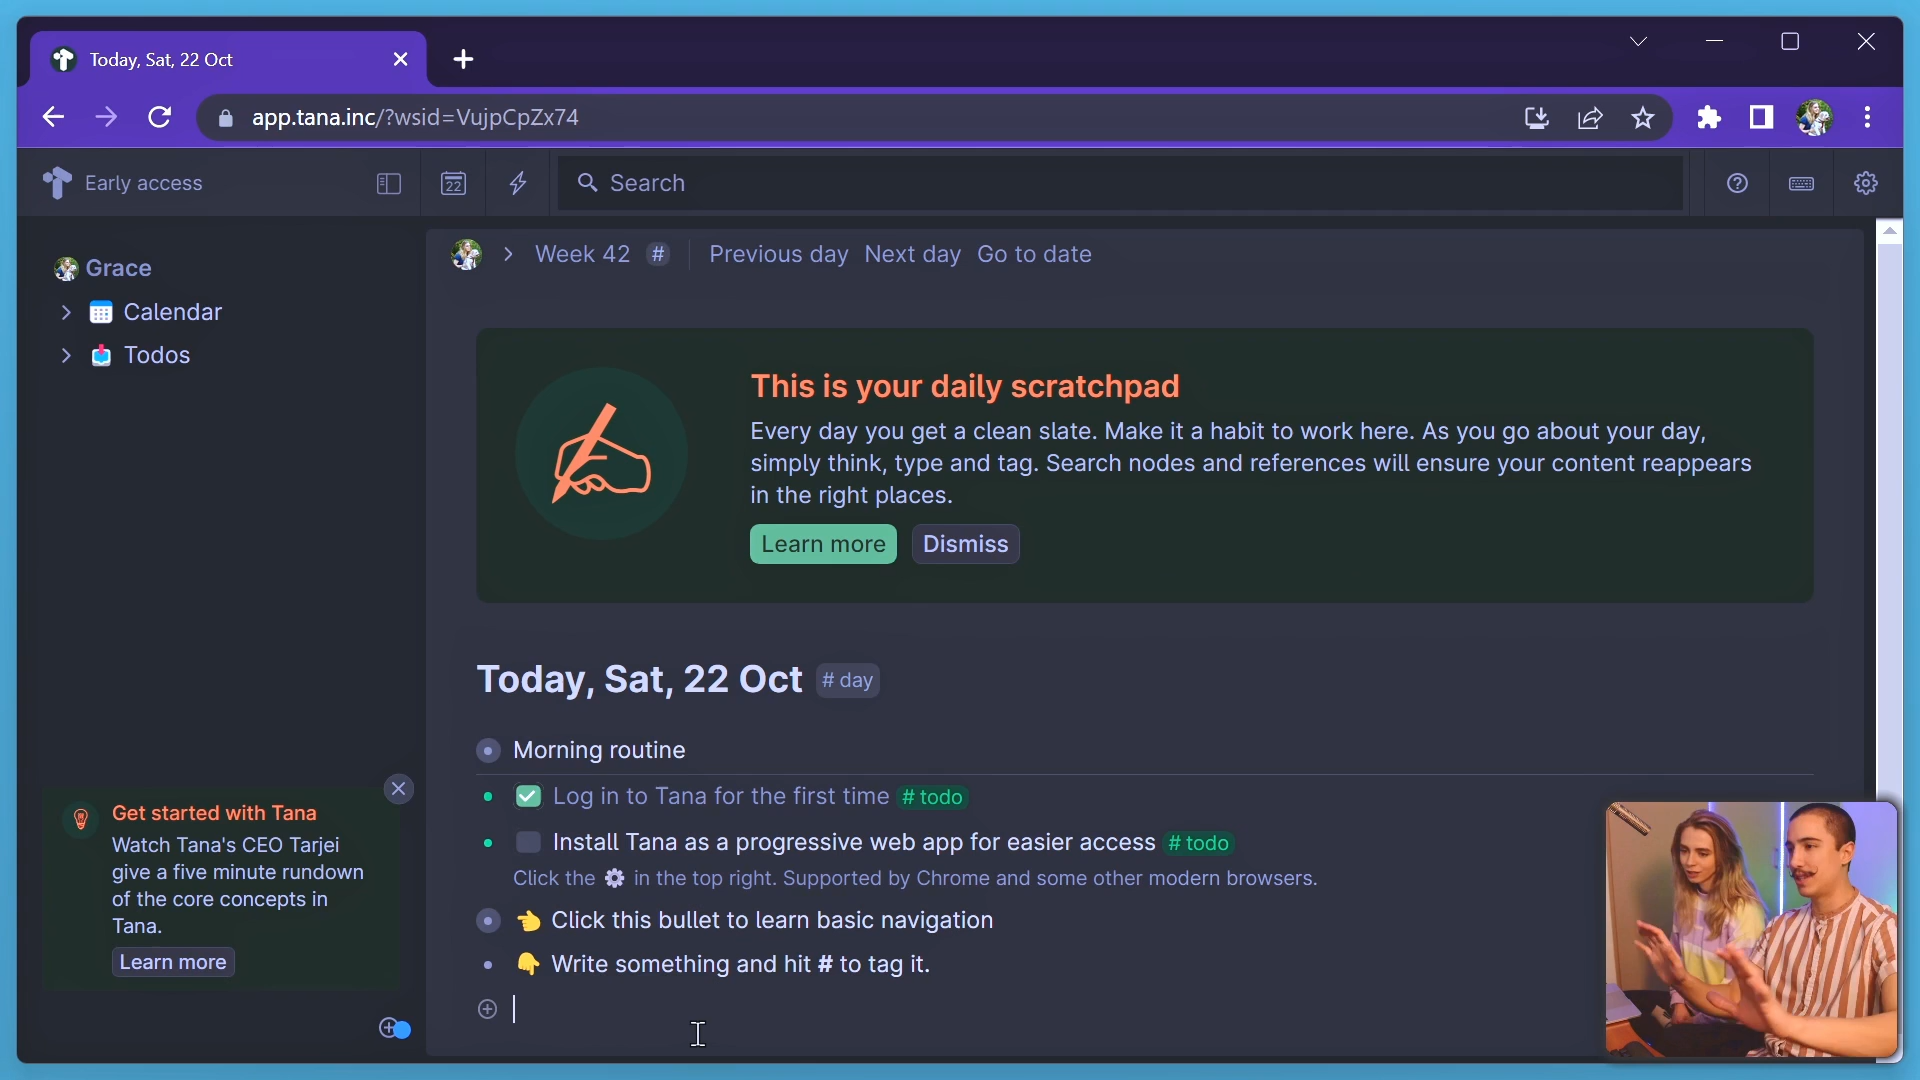 Today, Sat, 22 Oct
app.tana.inc/?wsid=VujpCpZx74
Early access
22
Search
Grace
Calendar
Todos
Week 42 #
Previous day Next day Go to date
This is your daily scratchpad
Every day you get a clean slate. Make it a habit to work here. As you go about your day,
simply think, type and tag. Search nodes and references will ensure your content reappears
in the right places.
Learn more Dismiss
Today, Sat, 22 Oct # day
Morning routine
Log in to Tana for the first time # todo
Install Tana as a progressive web app for easier access # todo
Click the ⚙ in the top right. Supported by Chrome and some other modern browsers.
👈 Click this bullet to learn basic navigation
👇 Write something and hit # to tag it.
Get started with Tana
Watch Tana's CEO Tarjei
give a five minute rundown
of the core concepts in
Tana.
Learn more